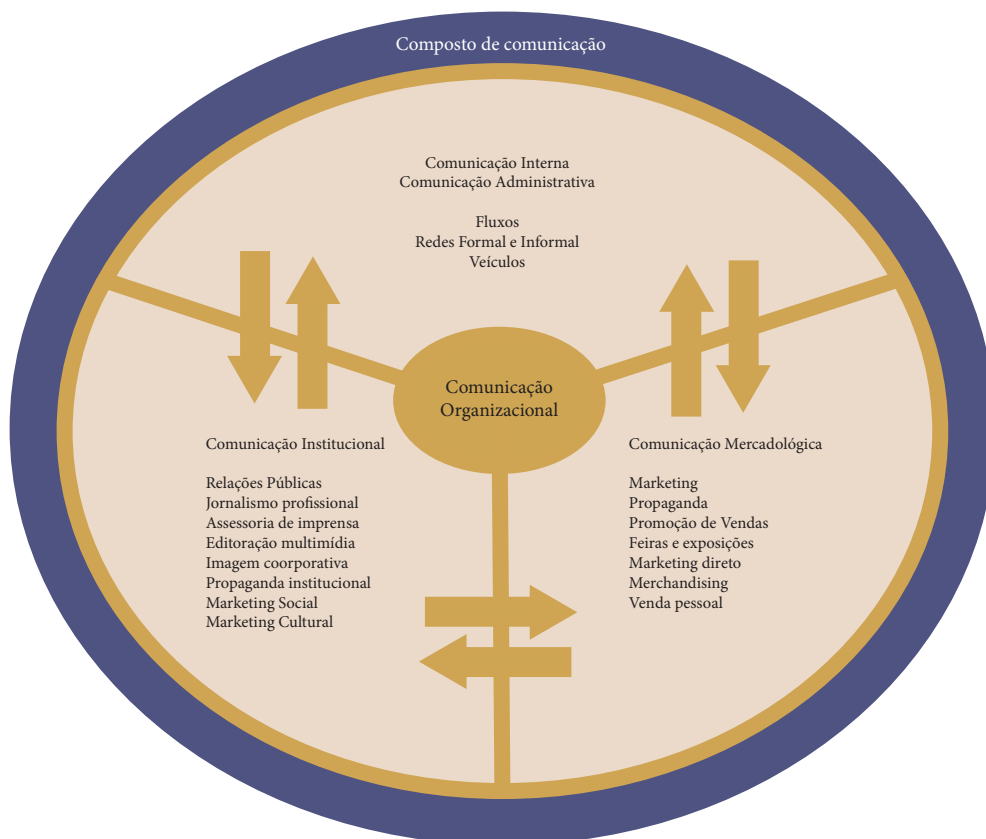 Composto de comunicação
Comunicação Interna
Comunicação Administrativa
Fluxos
Redes Formal e Informal
Veículos
Comunicação
Organizacional
Comunicação Institucional
Relações Públicas
Jornalismo profissional
Assessoria de imprensa
Editoração multimídia
Imagem coorporativa
Propaganda institucional
Marketing Social
Marketing Cultural
Comunicação Mercadológica
Marketing
Propaganda
Promoção de Vendas
Feiras e exposições
Marketing direto
Merchandising
Venda pessoal